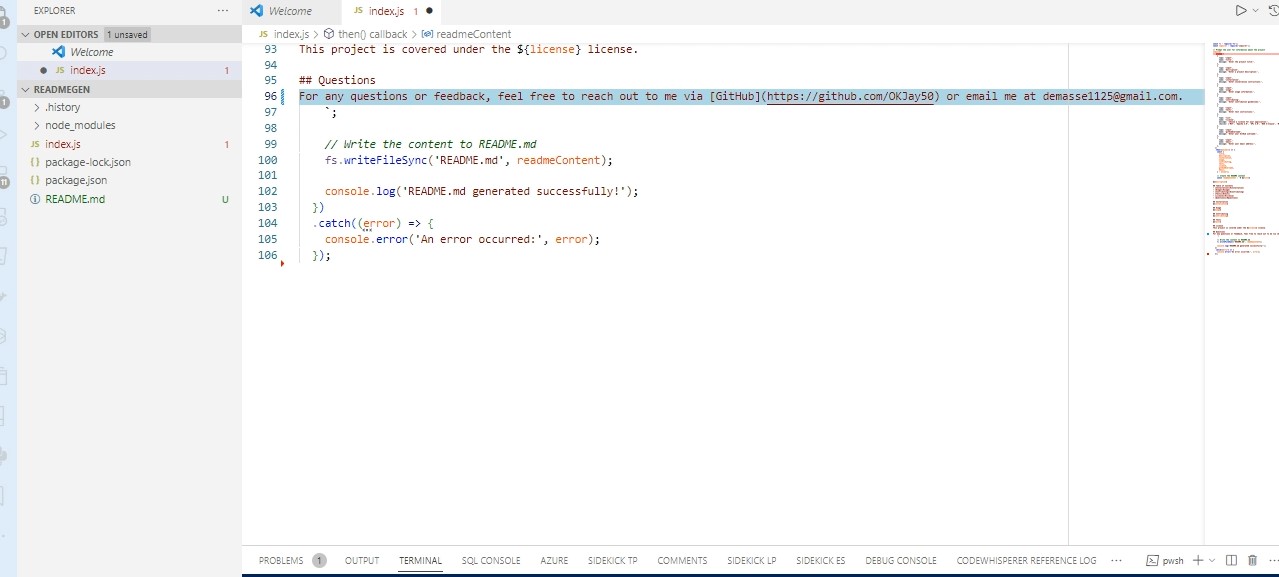 EXPLORER ...
Welcome
JS index.js 1
OPEN EDITORS 1 unsaved
Welcome
JS index.js 1
READMEGEN
.history
node_modules
JS index.js 1
{} package-lock.json
{} package.json
README.md U
JS index.js > then() callback > readmeContent
93 This project is covered under the ${license} license.
94
95 ## Questions
96 For any questions or feedback, feel free to reach out to me via [GitHub](https://github.com/OKJay50) or email me at demasse1125@gmail.com.
97 `;
98
99 // Write the content to README.md
100 fs.writeFileSync('README.md', readmeContent);
101
102 console.log('README.md generated successfully!');
103 })
104 .catch((error) => {
105 console.error('An error occurred:', error);
106 });
PROBLEMS 1 OUTPUT TERMINAL SQL CONSOLE AZURE SIDEKICK TP COMMENTS SIDEKICK LP SIDEKICK ES DEBUG CONSOLE CODEWHISPERER REFERENCE LOG ... pwsh